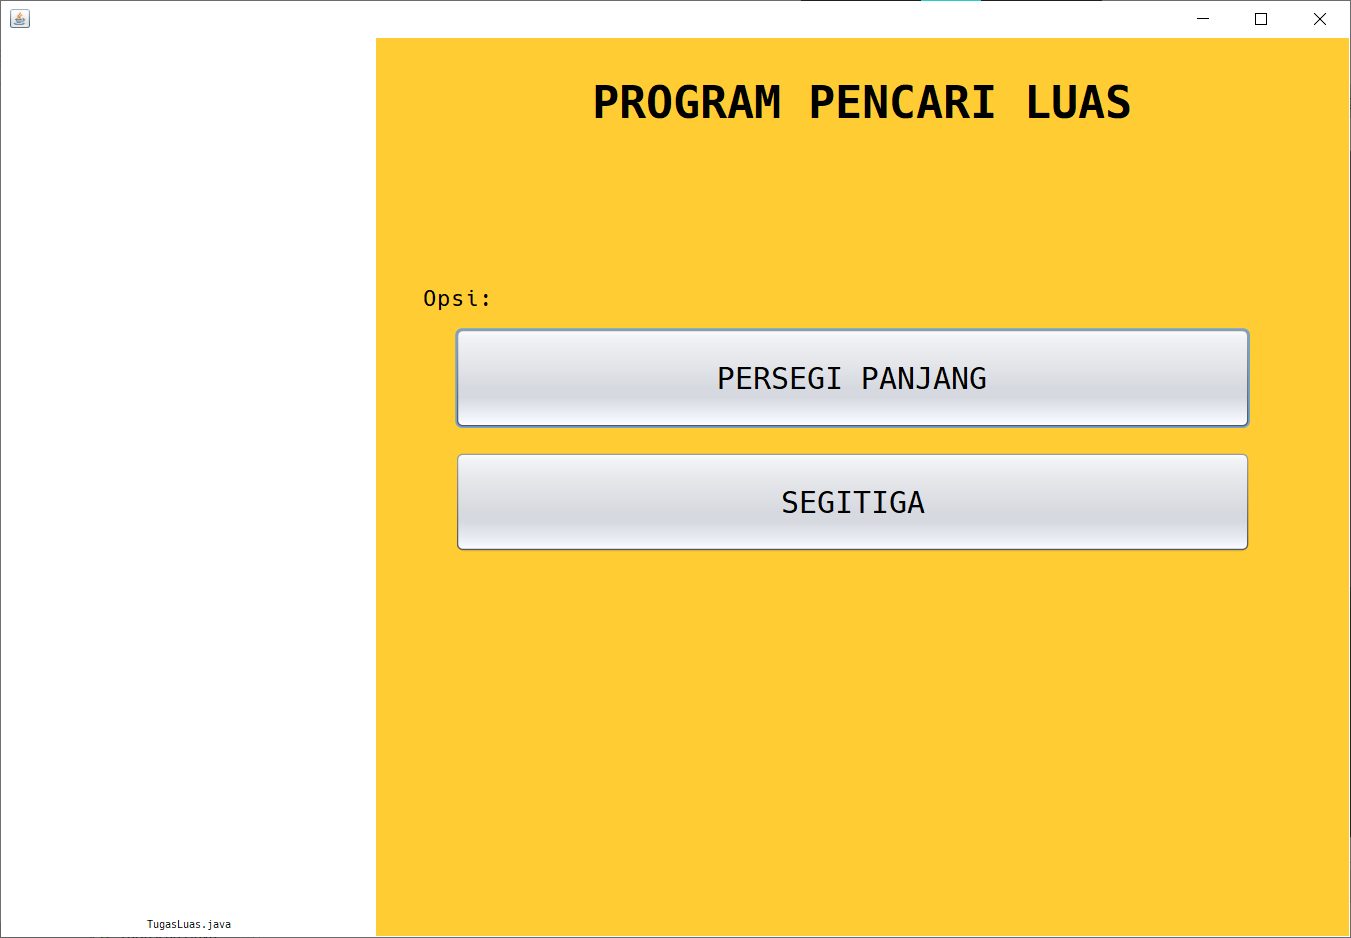 PROGRAM PENCARI LUAS
Opsi:
PERSEGI PANJANG
SEGITIGA
TugasLuas.java